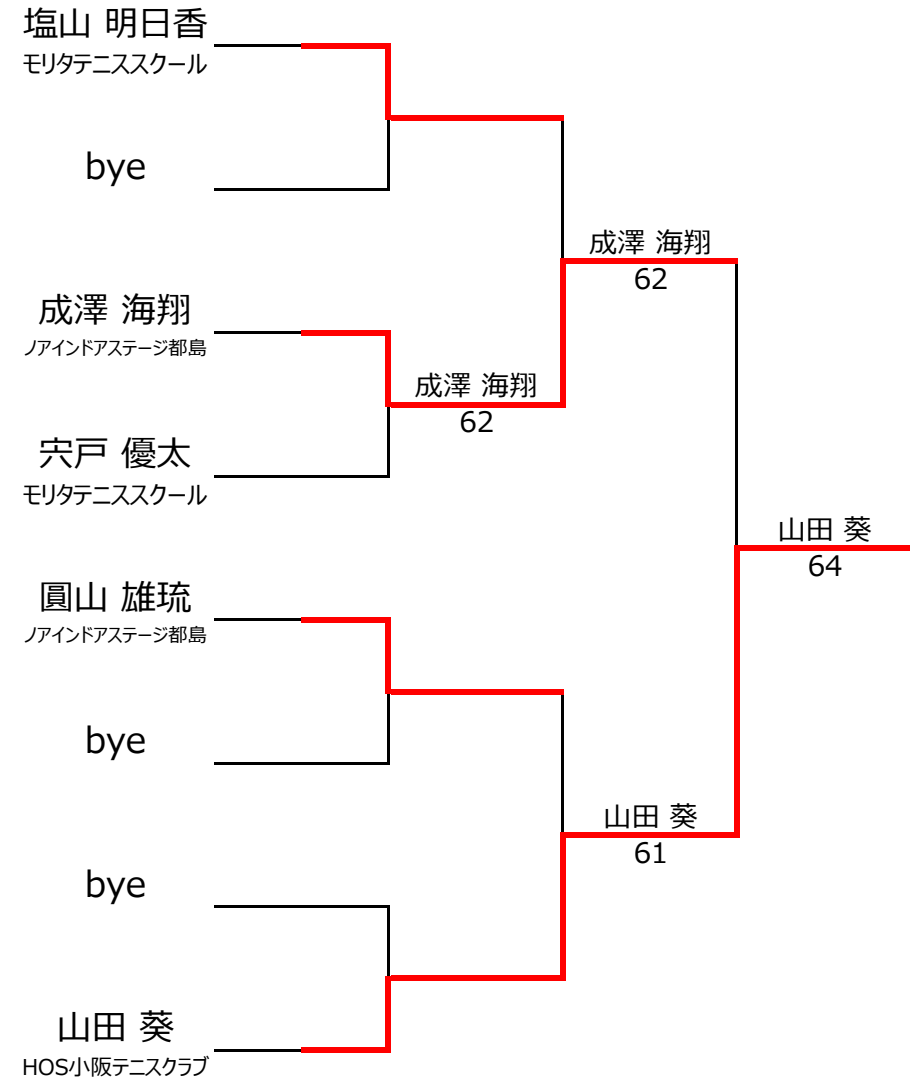 塩山 明日香
モリタテニススクール
bye
成澤 海翔
62
成澤 海翔
ノアインドアステージ都島
成澤 海翔
62
宍戸 優太
モリタテニススクール
山田 葵
64
圓山 雄琉
ノアインドアステージ都島
bye
山田 葵
61
bye
山田 葵
HOS小阪テニスクラブ